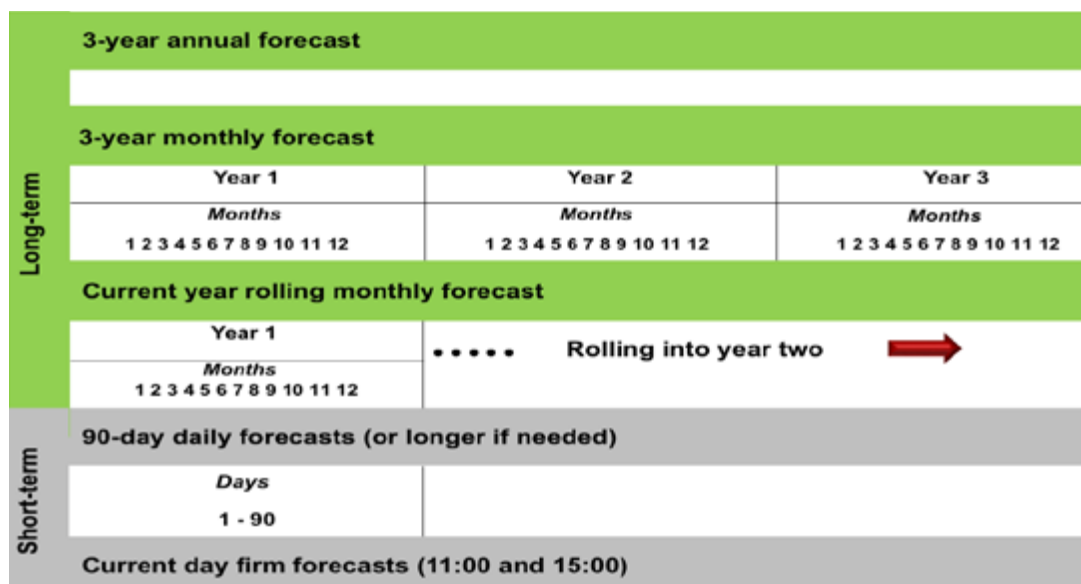 Long-term
3-year annual forecast
3-year monthly forecast
Year 1 Year 2 Year 3
Months Months Months
1 2 3 4 5 6 7 8 9 10 11 12 1 2 3 4 5 6 7 8 9 10 11 12 1 2 3 4 5 6 7 8 9 10 11 12
Current year rolling monthly forecast
Year 1
..... Rolling into year two
Months
1 2 3 4 5 6 7 8 9 10 11 12
Short-term
90-day daily forecasts (or longer if needed)
Days
1 - 90
Current day firm forecasts (11:00 and 15:00)